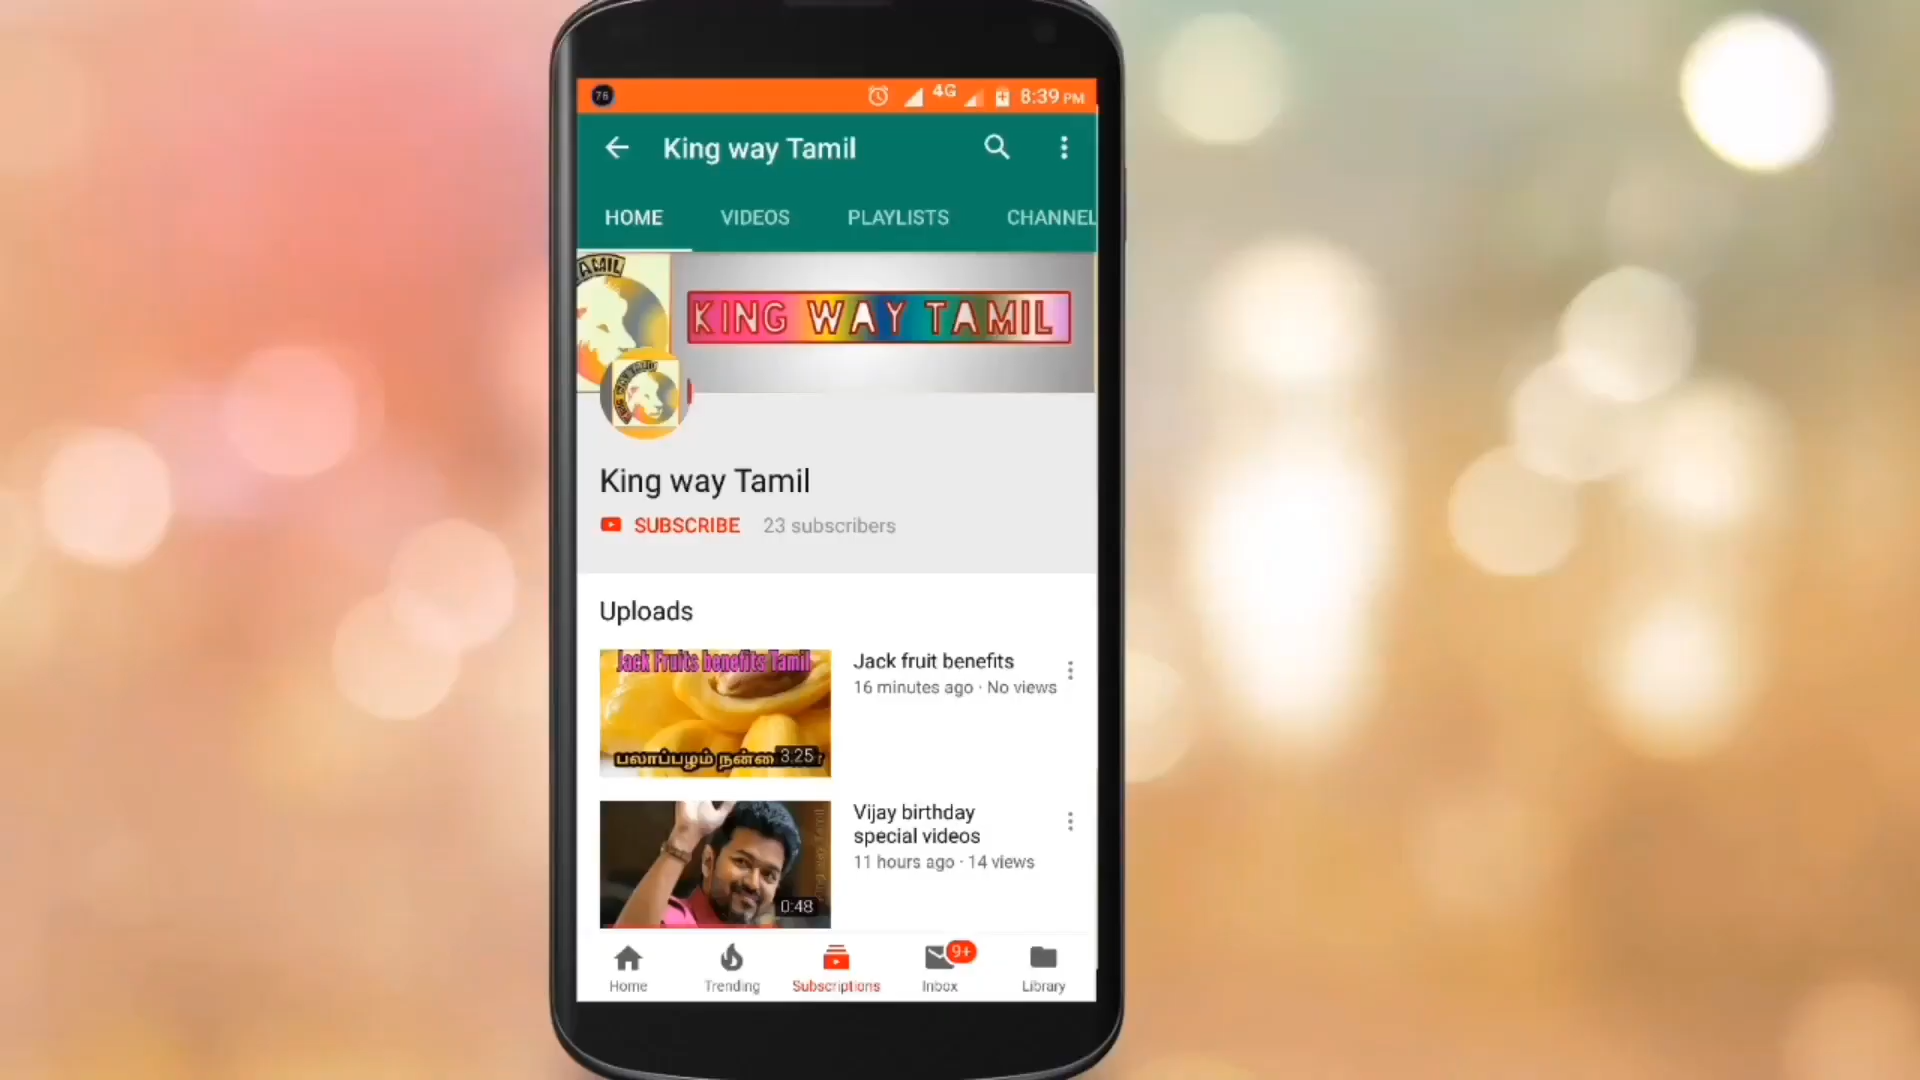 76
4G
8:39 PM
King way Tamil
HOME VIDEOS PLAYLISTS CHANNEL
TAMIL
KING WAY TAMIL
King way Tamil
SUBSCRIBE 23 subscribers
Uploads
Jack Fruits benefits Tamil
Jack fruit benefits
16 minutes ago · No views
பலாப்பழம்
3:25
Vijay birthday
special videos
11 hours ago · 14 views
0:48
9+
Home Trending Subscriptions Inbox Library